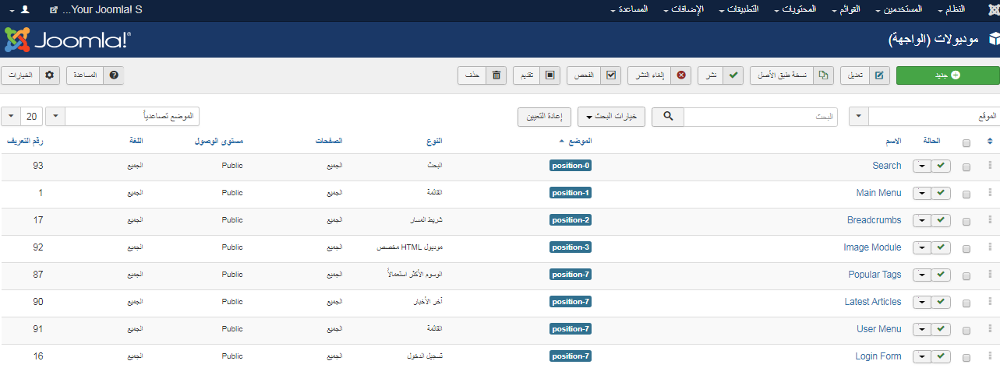 النظام المستخدمين القوائم المحتويات التطبيقات الإضافات المساعدة Your Joomla! S...
موديولات (الواجهة) Joomla!®
جديد تعديل نسخة طبق الأصل نشر إلغاء النشر الفحص تقديم حذف المساعدة الخيارات
الموقع البحث خيارات البحث إعادة التعيين الموضع تصاعدياً 20
الحالة الاسم الموضع النوع الصفحات مستوى الوصول اللغة رقم التعريف
Search position-0 البحث الجميع Public الجميع 93
Main Menu position-1 القائمة الجميع Public الجميع 1
Breadcrumbs position-2 شريط المسار الجميع Public الجميع 17
Image Module position-3 موديول HTML مخصص الجميع Public الجميع 92
Popular Tags position-7 الوسوم الأكثر استعمالاً الجميع Public الجميع 87
Latest Articles position-7 آخر الأخبار الجميع Public الجميع 90
User Menu position-7 القائمة الجميع Public الجميع 91
Login Form position-7 تسجيل الدخول الجميع Public الجميع 16